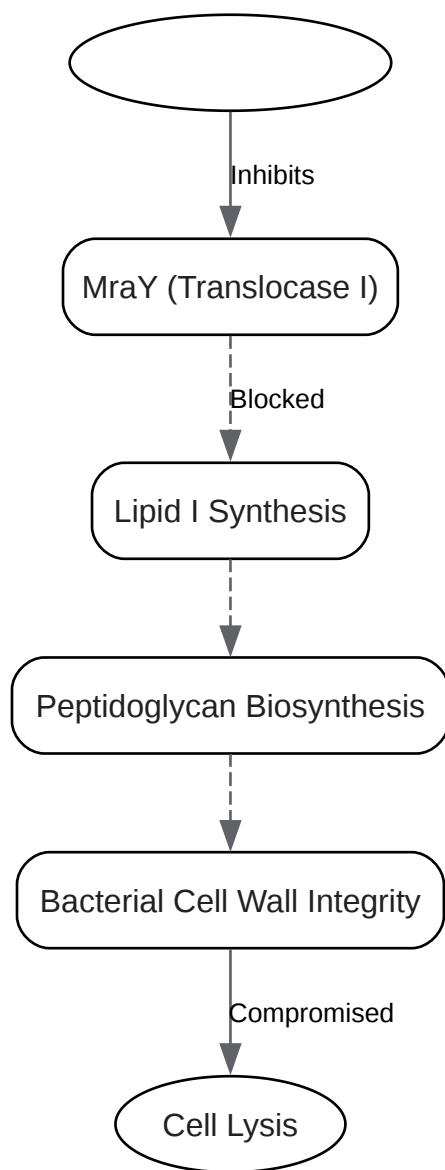 Inhibits
MraY (Translocase I)
Blocked
Lipid I Synthesis
Peptidoglycan Biosynthesis
Bacterial Cell Wall Integrity
Compromised
Cell Lysis